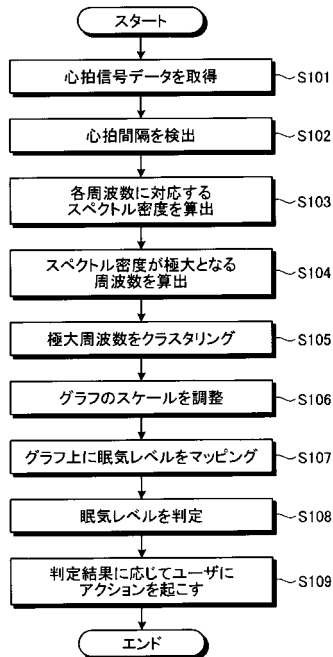 スタート
心拍信号データを取得
S101
心拍間隔を検出
S102
各周波数に対応する
スペクトル密度を算出
S103
スペクトル密度が極大となる
周波数を算出
S104
極大周波数をクラスタリング
S105
グラフのスケールを調整
S106
グラフ上に眠気レベルをマッピング
S107
眠気レベルを判定
S108
判定結果に応じてユーザに
アクションを起こす
S109
エンド